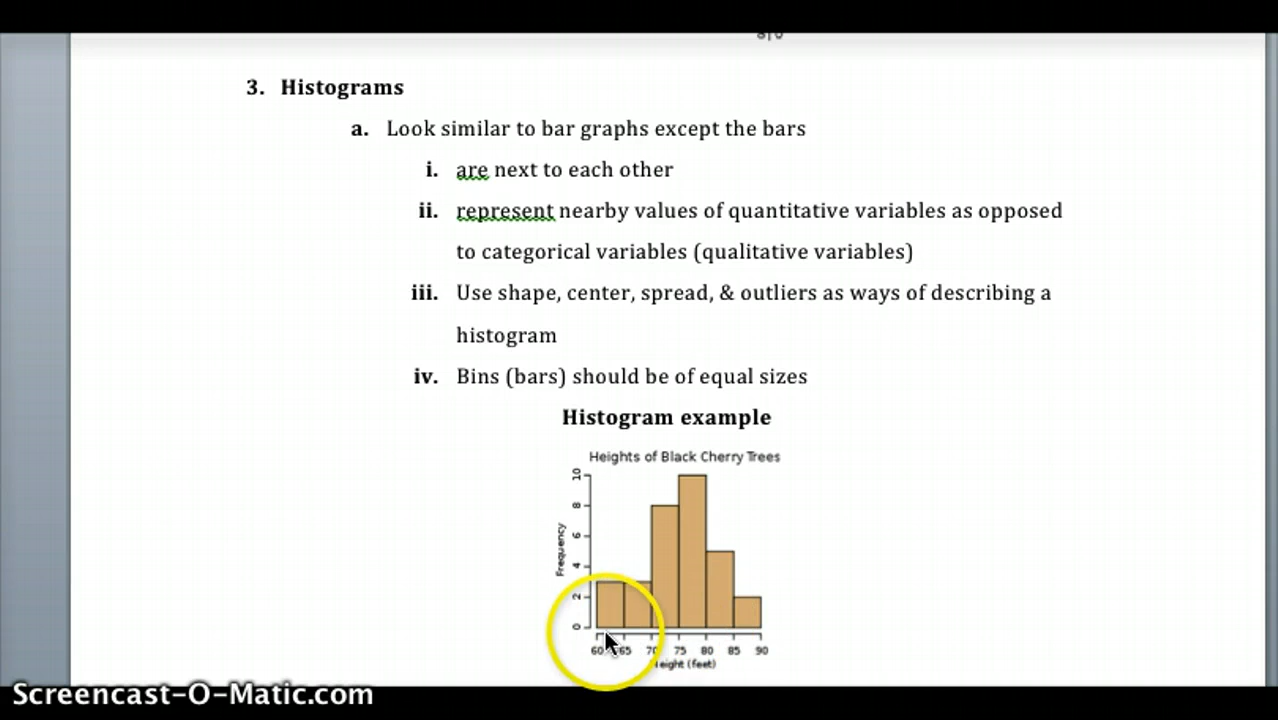 3. Histograms
a. Look similar to bar graphs except the bars
i. are next to each other
ii. represent nearby values of quantitative variables as opposed
to categorical variables (qualitative variables)
iii. Use shape, center, spread, & outliers as ways of describing a
histogram
iv. Bins (bars) should be of equal sizes
Histogram example
Heights of Black Cherry Trees
10
8
6
4
2
0
Frequency
60 65 70 75 80 85 90
Height (feet)
Screencast-O-Matic.com